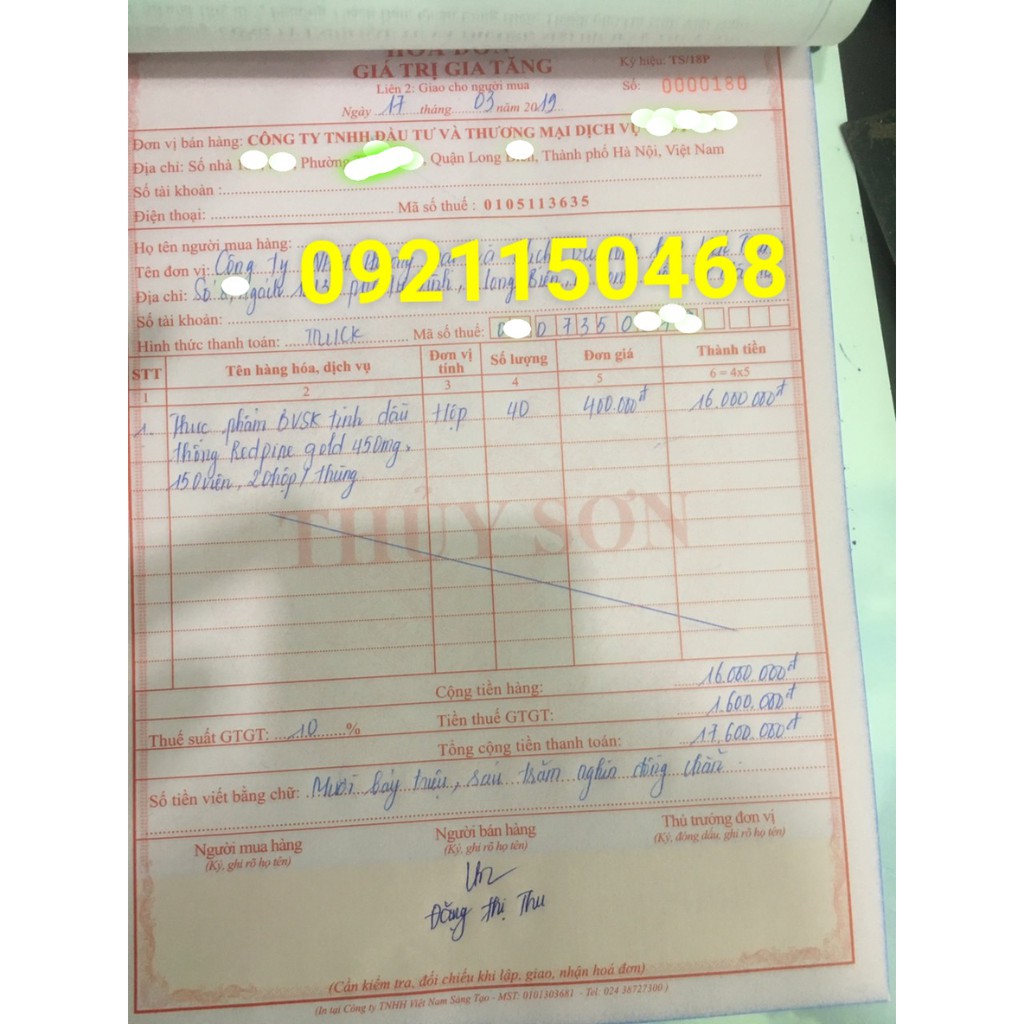 HÓA ĐƠN
GIÁ TRỊ GIA TĂNG
Liên 2: Giao cho người mua
Ngày 17 tháng 03 năm 2019
Ký hiệu: TS/18P
Số: 0000180
Đơn vị bán hàng: CÔNG TY TNHH ĐẦU TƯ VÀ THƯƠNG MẠI DỊCH VỤ
Địa chỉ: Số nhà , Phường , Quận Long , Thành phố Hà Nội, Việt Nam
Số tài khoản :
Điện thoại: Mã số thuế : 0105113635
Họ tên người mua hàng:
Tên đơn vị: Công ty
0921150468
Địa chỉ: Số ngách Long Biên,
Số tài khoản:
Hình thức thanh toán: TM/CK Mã số thuế: 0 0 7 3 5 0
STT Tên hàng hóa, dịch vụ Đơn vị tính Số lượng Đơn giá Thành tiền
1 2 3 4 5 6 = 4x5
1. Thực phẩm BVSK tinh dầu Hộp 40 400.000đ 16.000.000đ
thông Redpine gold 450mg,
150viên, 20hộp/thùng
THỦY SƠN
Cộng tiền hàng: 16.000.000đ
Thuế suất GTGT: 10 % Tiền thuế GTGT: 1.600.000đ
Tổng cộng tiền thanh toán: 17.600.000đ
Số tiền viết bằng chữ: Mười bảy triệu, sáu trăm nghìn đồng chẵn
Người mua hàng Người bán hàng Thủ trưởng đơn vị
(Ký, ghi rõ họ tên) (Ký, ghi rõ họ tên) (Ký, đóng dấu, ghi rõ họ tên)
Đặng Thị Thu
(Cần kiểm tra, đối chiếu khi lập, giao, nhận hoá đơn)
(In tại Công ty TNHH Việt Nam Sáng Tạo - MST: 0101303681 - Tel: 024 36727300 )